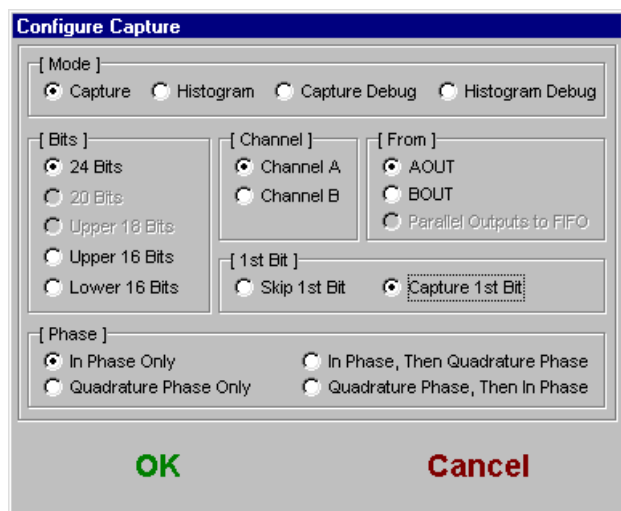 Configure Capture
[ Mode ]
Capture Histogram Capture Debug Histogram Debug
[ Bits ]
24 Bits
20 Bits
Upper 18 Bits
Upper 16 Bits
Lower 16 Bits
[ Channel ]
Channel A
Channel B
[ From ]
AOUT
BOUT
Parallel Outputs to FIFO
[ 1st Bit ]
Skip 1st Bit Capture 1st Bit
[ Phase ]
In Phase Only In Phase, Then Quadrature Phase
Quadrature Phase Only Quadrature Phase, Then In Phase
OK Cancel